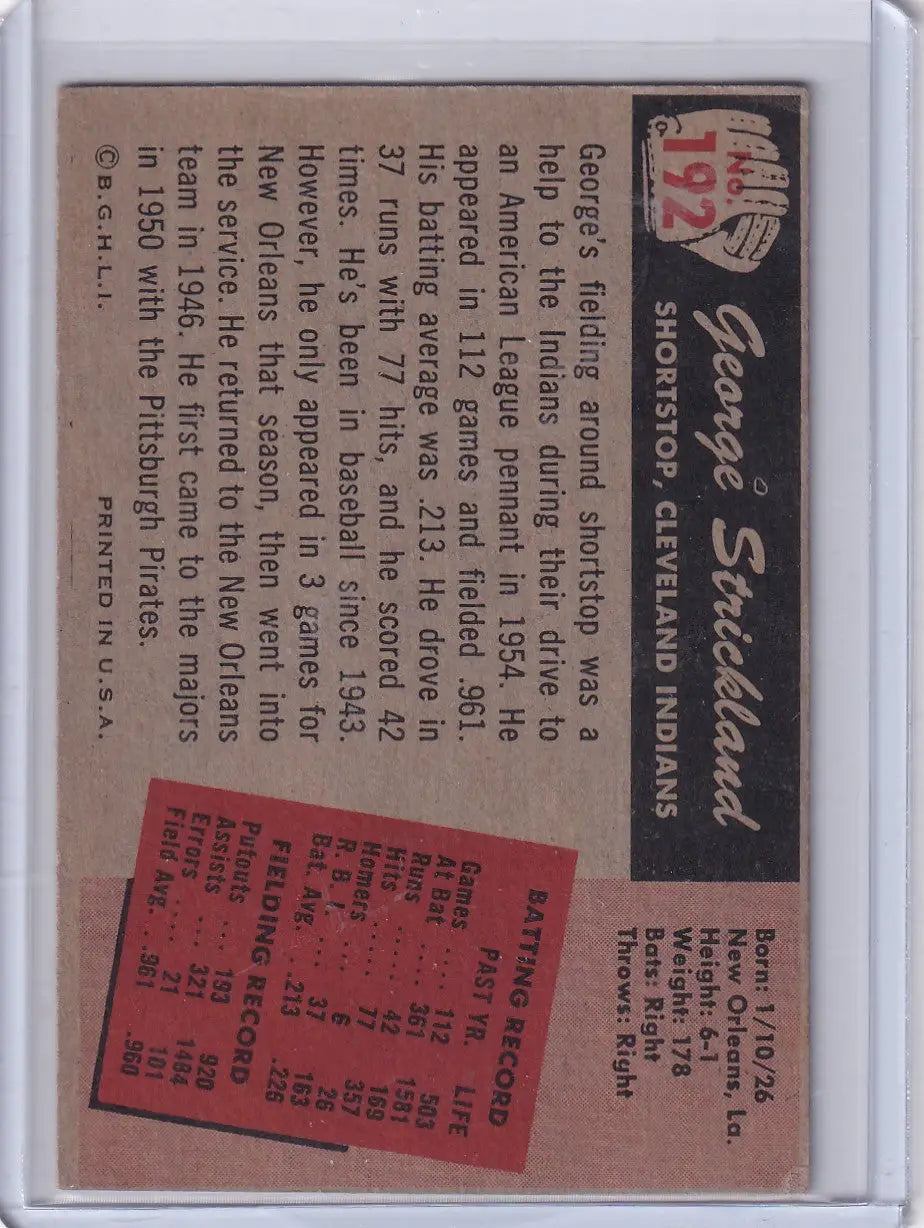 No.
192
George Strickland
SHORTSTOP, CLEVELAND INDIANS
Born: 1/10/26
New Orleans, La.
Height: 6-1
Weight: 178
Bats: Right
Throws: Right
George's fielding around shortstop was a
help to the Indians during their drive to
an American League pennant in 1954. He
appeared in 112 games and fielded .961.
His batting average was .213. He drove in
37 runs with 77 hits, and he scored 42
times. He's been in baseball since 1943.
However, he only appeared in 3 games for
New Orleans that season, then went into
the service. He returned to the New Orleans
team in 1946. He first came to the majors
in 1950 with the Pittsburgh Pirates.
©B.G.H.L.I. PRINTED IN U.S.A.
BATTING RECORD
PAST YR. LIFE
Games ... 112 503
At Bat .... 361 1581
Runs ..... 42 169
Hits ..... 77 357
Homers .... 6 26
R. B. I. ... 37 163
Bat. Avg. ... .213 .226
FIELDING RECORD
Putouts ... 193 920
Assists ... 321 1484
Errors .... 21 101
Field Avg. . .961 .960